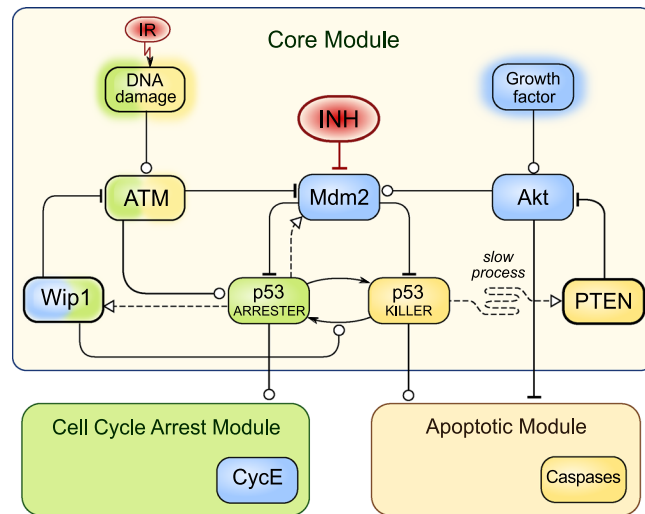 IR
Core Module
DNA
damage
Growth
factor
INH
ATM
Mdm2
Akt
slow
process
Wip1
p53
ARRESTER
p53
KILLER
PTEN
Cell Cycle Arrest Module
CycE
Apoptotic Module
Caspases